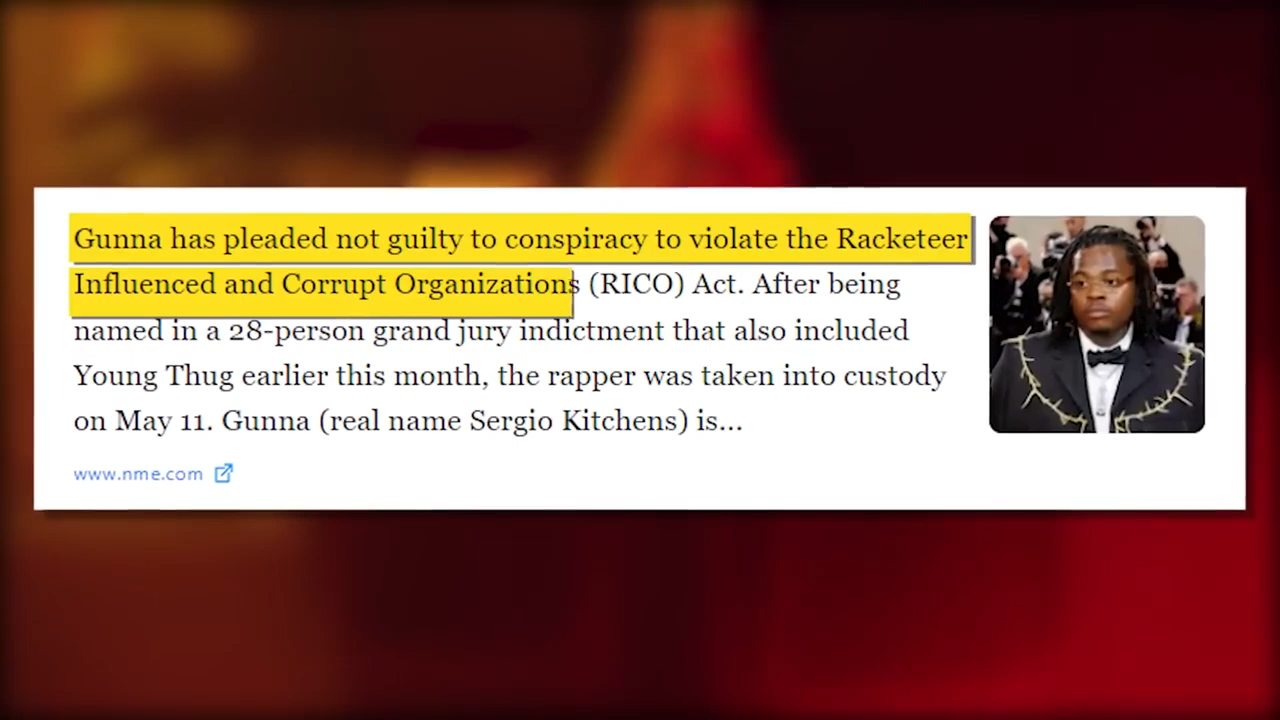 Gunna has pleaded not guilty to conspiracy to violate the Racketeer
Influenced and Corrupt Organizations (RICO) Act. After being
named in a 28-person grand jury indictment that also included
Young Thug earlier this month, the rapper was taken into custody
on May 11. Gunna (real name Sergio Kitchens) is...
www.nme.com